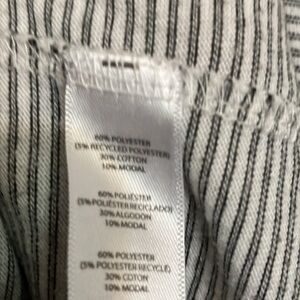 60% POLYESTER
(5% RECYCLED POLYESTER)
30% COTTON
10% MODAL
60% POLIÉSTER
(5% POLIÉSTER RECICLADO)
30% ALGODÓN
10% MODAL
60% POLYESTER
(5% POLYESTER RECYCLÉ)
30% COTON
10% MODAL